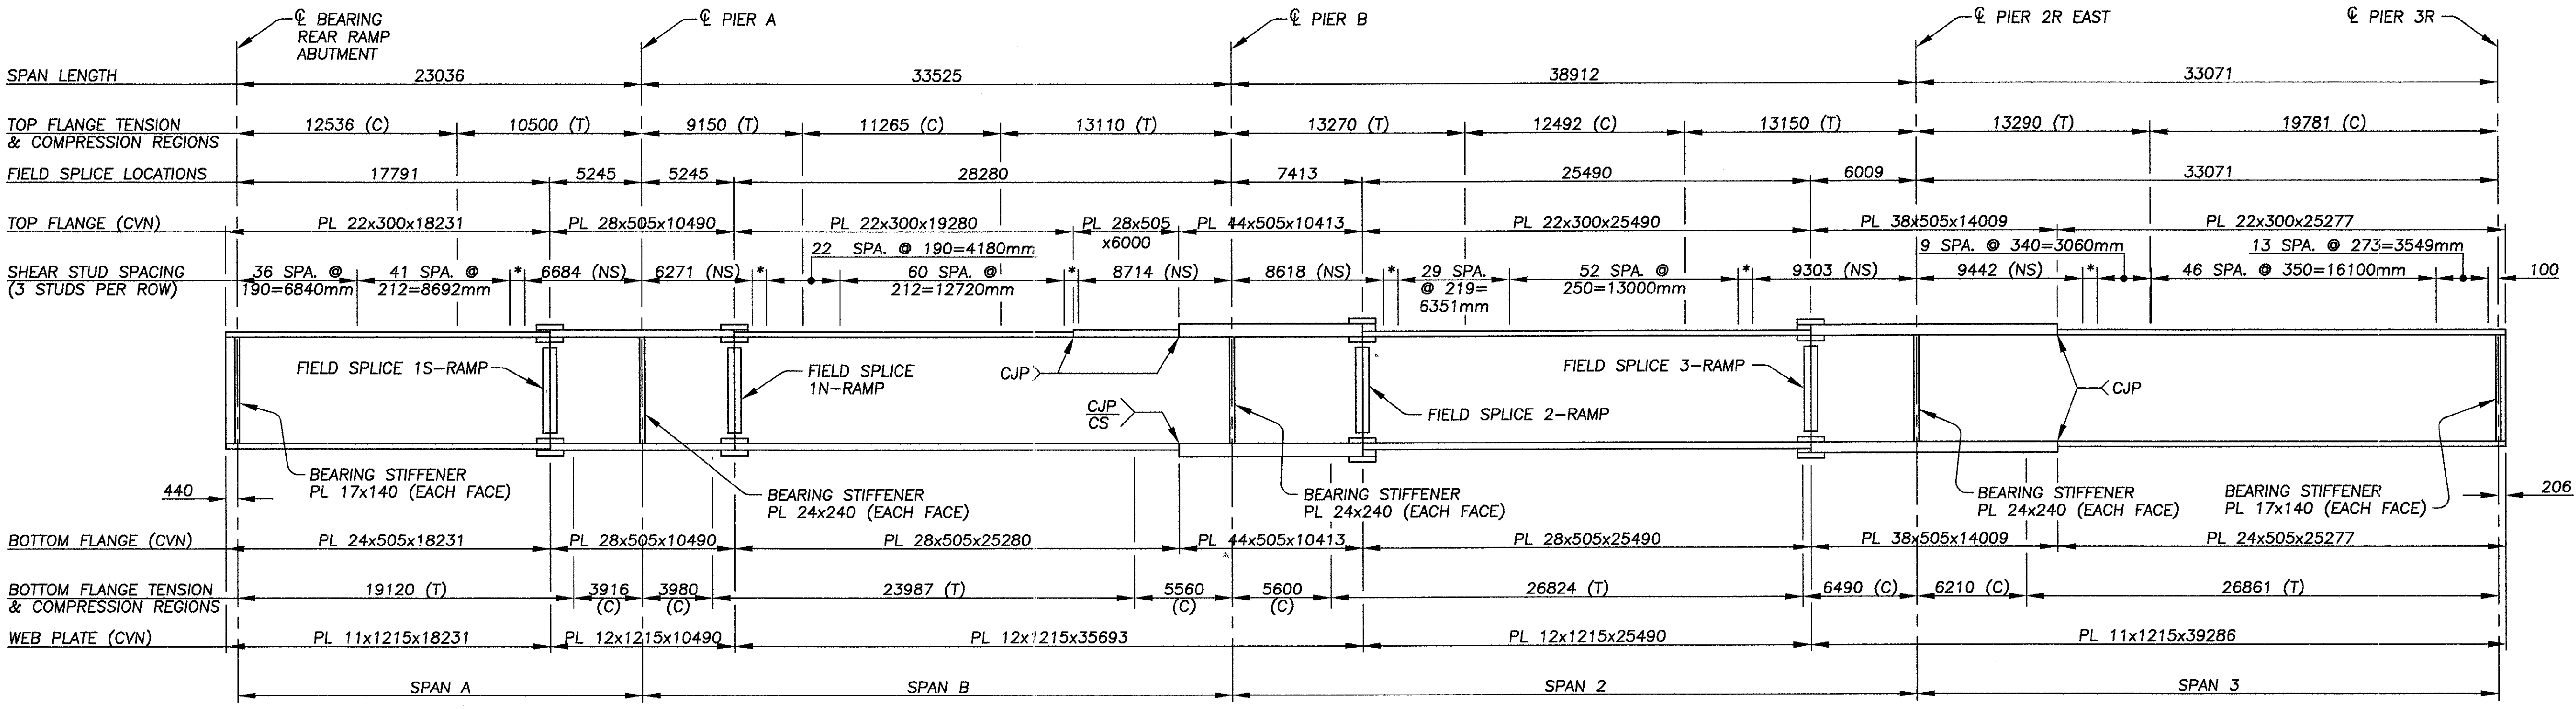 ℄ BEARING
REAR RAMP
ABUTMENT
℄ PIER A
℄ PIER B
℄ PIER 2R EAST
℄ PIER 3R
SPAN LENGTH
23036
33525
38912
33071
TOP FLANGE TENSION
& COMPRESSION REGIONS
12536 (C)
10500 (T)
9150 (T)
11265 (C)
13110 (T)
13270 (T)
12492 (C)
13150 (T)
13290 (T)
19781 (C)
FIELD SPLICE LOCATIONS
17791
5245
5245
28280
7413
25490
6009
33071
TOP FLANGE (CVN)
PL 22x300x18231
PL 28x505x10490
PL 22x300x19280
PL 28x505
x6000
PL 44x505x10413
PL 22x300x25490
PL 38x505x14009
PL 22x300x25277
SHEAR STUD SPACING
(3 STUDS PER ROW)
36 SPA. @
190=6840mm
41 SPA. @
212=8692mm
*
6684 (NS)
6271 (NS)
*
22 SPA. @ 190=4180mm
60 SPA. @
212=12720mm
*
8714 (NS)
8618 (NS)
*
29 SPA.
@ 219=
6351mm
52 SPA. @
250=13000mm
*
9303 (NS)
9442 (NS)
*
9 SPA. @ 340=3060mm
46 SPA. @ 350=16100mm
13 SPA. @ 273=3549mm
100
FIELD SPLICE 1S-RAMP
FIELD SPLICE
1N-RAMP
CJP
CJP
CS
FIELD SPLICE 2-RAMP
FIELD SPLICE 3-RAMP
CJP
440
BEARING STIFFENER
PL 17x140 (EACH FACE)
BEARING STIFFENER
PL 24x240 (EACH FACE)
BEARING STIFFENER
PL 24x240 (EACH FACE)
BEARING STIFFENER
PL 24x240 (EACH FACE)
BEARING STIFFENER
PL 17x140 (EACH FACE)
206
BOTTOM FLANGE (CVN)
PL 24x505x18231
PL 28x505x10490
PL 28x505x25280
PL 44x505x10413
PL 28x505x25490
PL 38x505x14009
PL 24x505x25277
BOTTOM FLANGE TENSION
& COMPRESSION REGIONS
19120 (T)
3916
(C)
3980
(C)
23987 (T)
5560
(C)
5600
(C)
26824 (T)
6490 (C)
6210 (C)
26861 (T)
WEB PLATE (CVN)
PL 11x1215x18231
PL 12x1215x10490
PL 12x1215x35693
PL 12x1215x25490
PL 11x1215x39286
SPAN A
SPAN B
SPAN 2
SPAN 3